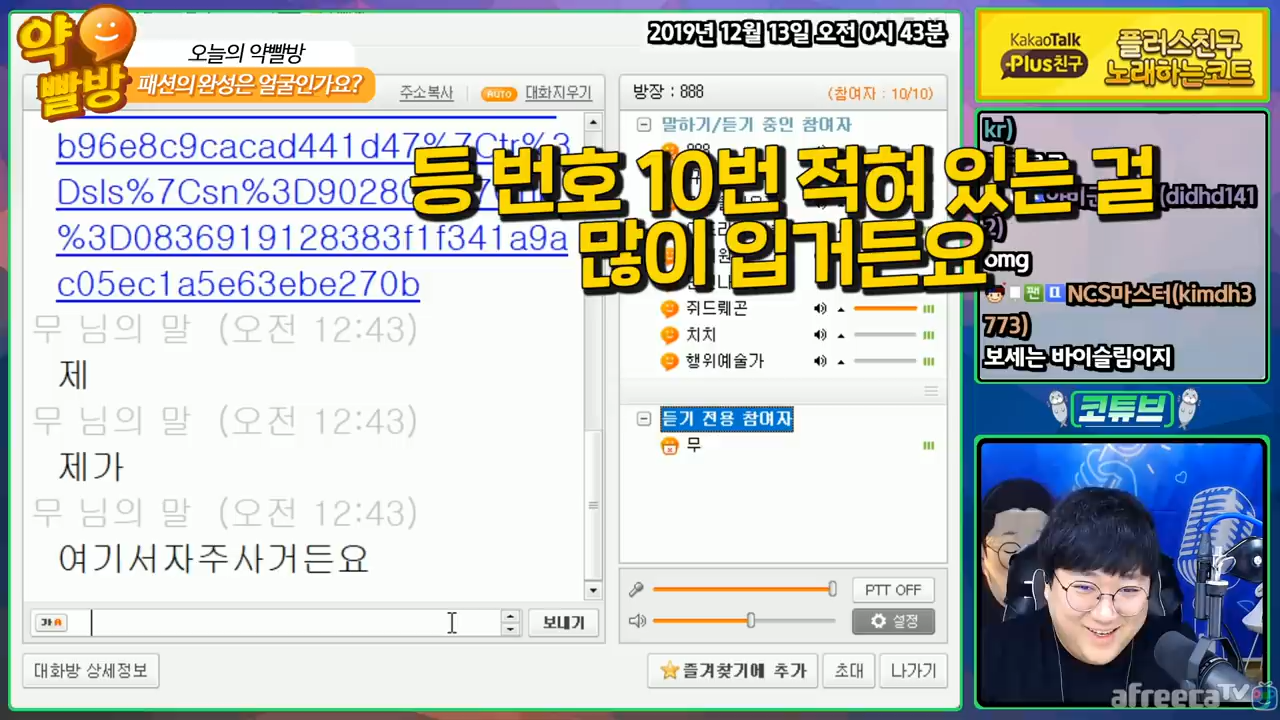 약빨방
오늘의 약빨방
패션의 완성은 얼굴인가요?
2019년 12월 13일 오전 0시 43분
주소복사
AUTO
대화지우기
b96e8c9cacad441d47%7Ctr%3
%3D0836919128383f1f341a9a
c05ec1a5e63ebe270b
무 님의 말 (오전 12:43)
제
무 님의 말 (오전 12:43)
제가
무 님의 말 (오전 12:43)
여기서자주사거든요
가
보내기
대화방 상세정보
방장 : 888
(참여자 : 10/10)
말하기/듣기 중인 참여자
등 번호 10번 적혀 있는 걸
많이 입거든요
쥐드뤠곤
치치
행위예술가
듣기 전용 참여자
무
PTT OFF
설정
즐겨찾기에 추가
초대
나가기
KakaoTalk
Plus친구
플러스친구
노래하는코트
kr)
(didhd141
2)
omg
팬
NCS마스터(kimdh3
773)
보세는 바이슬림이지
코튜브
afreecaTV